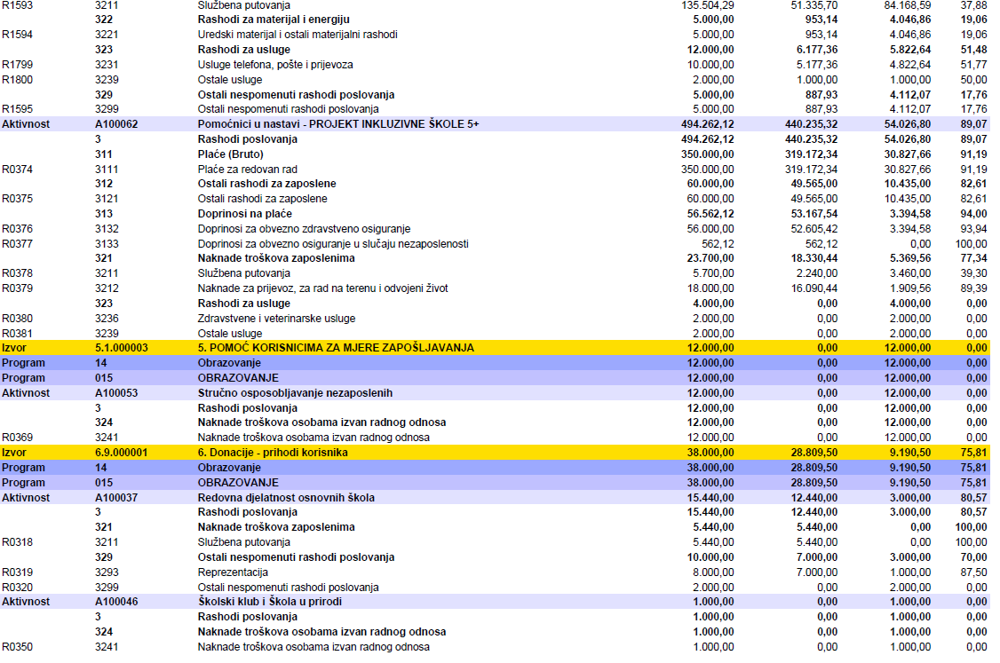 R1593 3211 Službena putovanja 135.504,29 51.335,70 84.168,59 37,88
322 Rashodi za materijal i energiju 5.000,00 953,14 4.046,86 19,06
R1594 3221 Uredski materijal i ostali materijalni rashodi 5.000,00 953,14 4.046,86 19,06
323 Rashodi za usluge 12.000,00 6.177,36 5.822,64 51,48
R1799 3231 Usluge telefona, pošte i prijevoza 10.000,00 5.177,36 4.822,64 51,77
R1800 3239 Ostale usluge 2.000,00 1.000,00 1.000,00 50,00
329 Ostali nespomenuti rashodi poslovanja 5.000,00 887,93 4.112,07 17,76
R1595 3299 Ostali nespomenuti rashodi poslovanja 5.000,00 887,93 4.112,07 17,76
Aktivnost A100062 Pomoćnici u nastavi - PROJEKT INKLUZIVNE ŠKOLE 5+ 494.262,12 440.235,32 54.026,80 89,07
3 Rashodi poslovanja 494.262,12 440.235,32 54.026,80 89,07
311 Plaće (Bruto) 350.000,00 319.172,34 30.827,66 91,19
R0374 3111 Plaće za redovan rad 350.000,00 319.172,34 30.827,66 91,19
312 Ostali rashodi za zaposlene 60.000,00 49.565,00 10.435,00 82,61
R0375 3121 Ostali rashodi za zaposlene 60.000,00 49.565,00 10.435,00 82,61
313 Doprinosi na plaće 56.562,12 53.167,54 3.394,58 94,00
R0376 3132 Doprinosi za obvezno zdravstveno osiguranje 56.000,00 52.605,42 3.394,58 93,94
R0377 3133 Doprinosi za obvezno osiguranje u slučaju nezaposlenosti 562,12 562,12 0,00 100,00
321 Naknade troškova zaposlenima 23.700,00 18.330,44 5.369,56 77,34
R0378 3211 Službena putovanja 5.700,00 2.240,00 3.460,00 39,30
R0379 3212 Naknade za prijevoz, za rad na terenu i odvojeni život 18.000,00 16.090,44 1.909,56 89,39
323 Rashodi za usluge 4.000,00 0,00 4.000,00 0,00
R0380 3236 Zdravstvene i veterinarske usluge 2.000,00 0,00 2.000,00 0,00
R0381 3239 Ostale usluge 2.000,00 0,00 2.000,00 0,00
Izvor 5.1.000003 5. POMOĆ KORISNICIMA ZA MJERE ZAPOŠLJAVANJA 12.000,00 0,00 12.000,00 0,00
Program 14 Obrazovanje 12.000,00 0,00 12.000,00 0,00
Program 015 OBRAZOVANJE 12.000,00 0,00 12.000,00 0,00
Aktivnost A100053 Stručno osposobljavanje nezaposlenih 12.000,00 0,00 12.000,00 0,00
3 Rashodi poslovanja 12.000,00 0,00 12.000,00 0,00
324 Naknade troškova osobama izvan radnog odnosa 12.000,00 0,00 12.000,00 0,00
R0369 3241 Naknade troškova osobama izvan radnog odnosa 12.000,00 0,00 12.000,00 0,00
Izvor 6.9.000001 6. Donacije - prihodi korisnika 38.000,00 28.809,50 9.190,50 75,81
Program 14 Obrazovanje 38.000,00 28.809,50 9.190,50 75,81
Program 015 OBRAZOVANJE 38.000,00 28.809,50 9.190,50 75,81
Aktivnost A100037 Redovna djelatnost osnovnih škola 15.440,00 12.440,00 3.000,00 80,57
3 Rashodi poslovanja 15.440,00 12.440,00 3.000,00 80,57
321 Naknade troškova zaposlenima 5.440,00 5.440,00 0,00 100,00
R0318 3211 Službena putovanja 5.440,00 5.440,00 0,00 100,00
329 Ostali nespomenuti rashodi poslovanja 10.000,00 7.000,00 3.000,00 70,00
R0319 3293 Reprezentacija 8.000,00 7.000,00 1.000,00 87,50
R0320 3299 Ostali nespomenuti rashodi poslovanja 2.000,00 0,00 2.000,00 0,00
Aktivnost A100046 Školski klub i Škola u prirodi 1.000,00 0,00 1.000,00 0,00
3 Rashodi poslovanja 1.000,00 0,00 1.000,00 0,00
324 Naknade troškova osobama izvan radnog odnosa 1.000,00 0,00 1.000,00 0,00
R0350 3241 Naknade troškova osobama izvan radnog odnosa 1.000,00 0,00 1.000,00 0,00